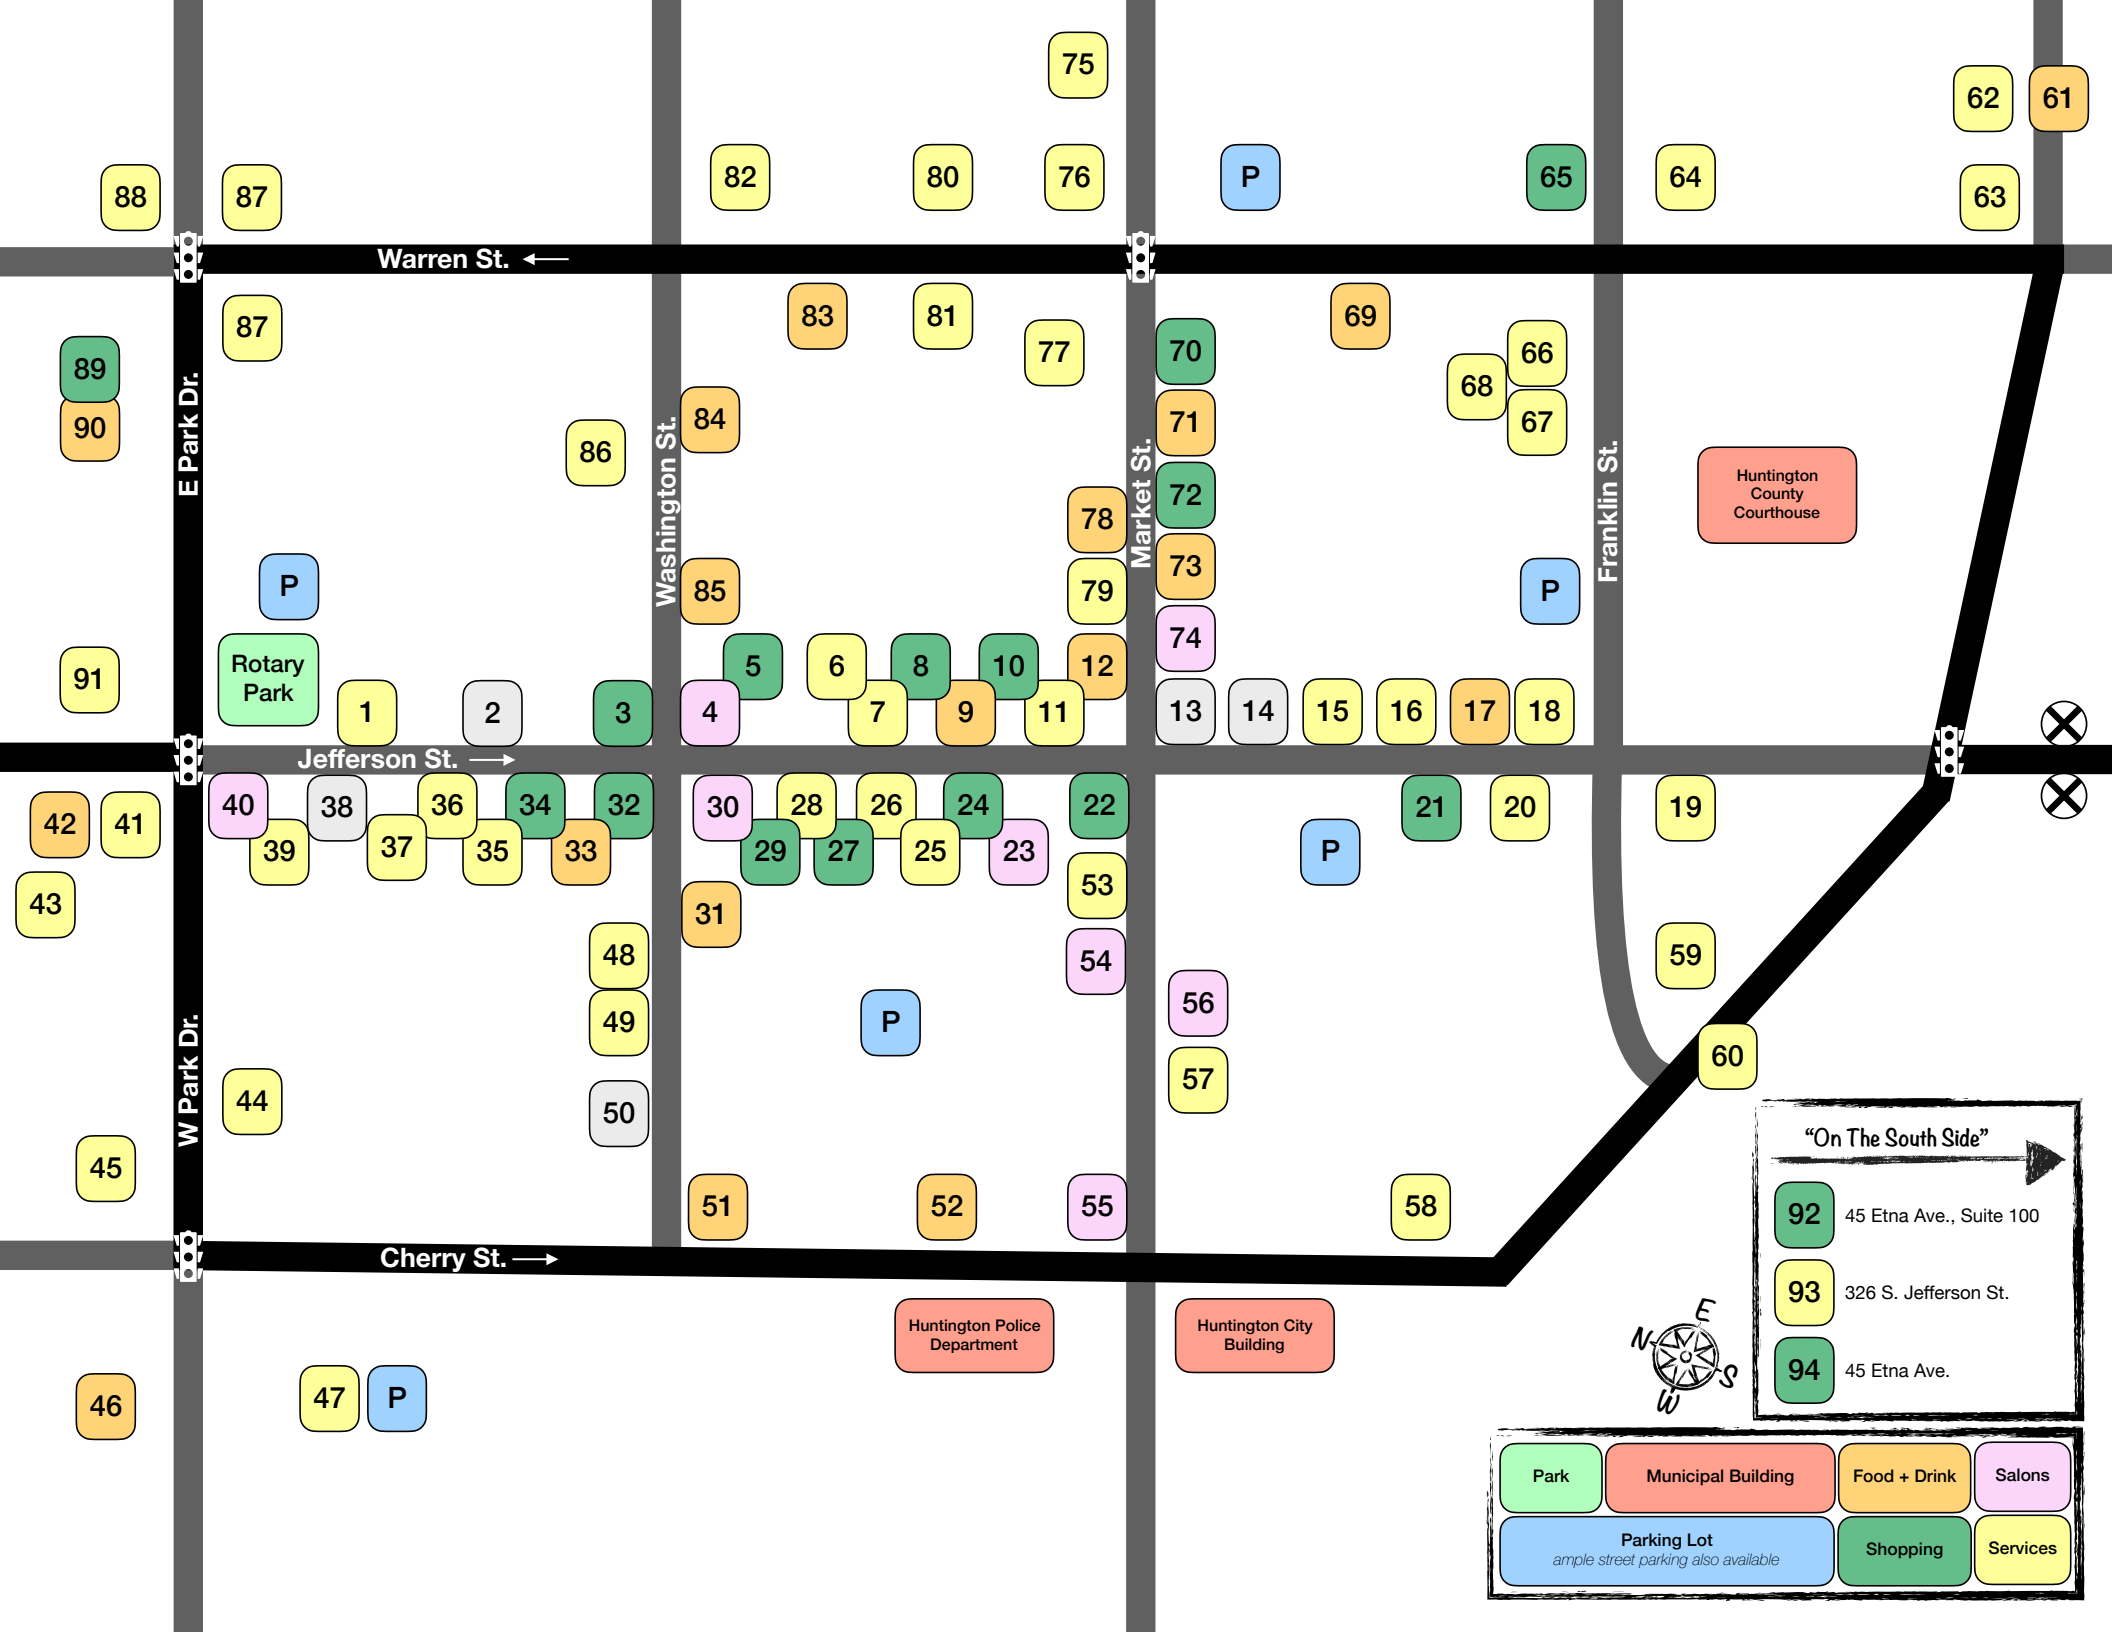 75
62 61
88 87 82 80 76 P 65 64 63
Warren St.
87 83 81 77 70 69 66
89 68
90 84 71 67
E Park Dr.
86
Washington St.
Market St.
Franklin St.
78 72
Huntington
County
Courthouse
P 85 79 73 P
74
Rotary
Park
91 1 2 3 4 5 6 7 8 9 10 11 12 13 14 15 16 17 18
Jefferson St.
42 41 40 39 38 37 36 35 34 33 32 30 29 28 27 26 25 24 23 22 21 20 19
P
43 31 53
48 54 59
49 P 56
W Park Dr.
44 50 57 60
45 51 52 55 58
Cherry St.
Huntington Police
Department
Huntington City
Building
46 47 P
“On The South Side”
92 45 Etna Ave., Suite 100
93 326 S. Jefferson St.
94 45 Etna Ave.
E
N
S
W
Park Municipal Building Food + Drink Salons
Parking Lot
ample street parking also available
Shopping Services